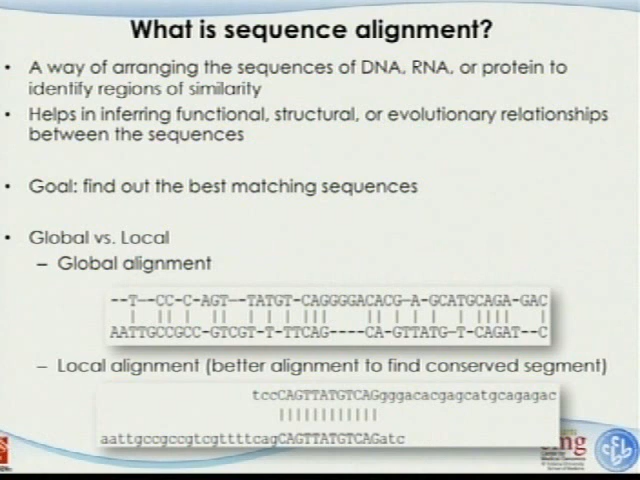 What is sequence alignment?
• A way of arranging the sequences of DNA, RNA, or protein to
identify regions of similarity
• Helps in inferring functional, structural, or evolutionary relationships
between the sequences
• Goal: find out the best matching sequences
• Global vs. Local
– Global alignment
--T--CC-C-AGT--TATGT-CAGGGGACACG-A-GCATGCAGA-GAC
AATTGCCGCC-GTCGT-T-TTCAG----CA-GTTATG-T-CAGAT--C
– Local alignment (better alignment to find conserved segment)
tccCAGTTATGTCAGgggacacgagcatgcagagac
||||||||||||
aattgccgccgtcgttttcagCAGTTATGTCAGatc